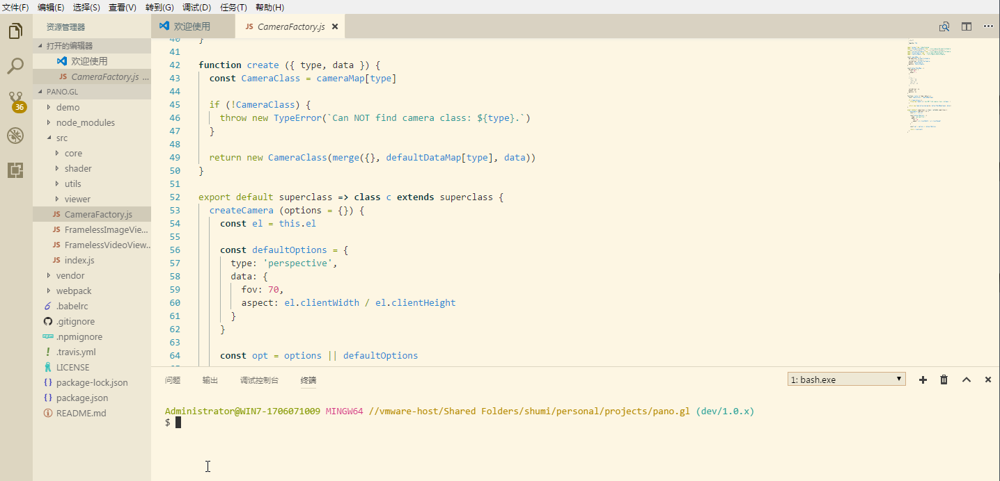 文件(F) 编辑(E) 选择(S) 查看(V) 转到(G) 调试(D) 任务(T) 帮助(H)
资源管理器
打开的编辑器
欢迎使用
JS CameraFactory.js ...
36
PANO.GL
demo
node_modules
src
core
shader
utils
viewer
JS CameraFactory.js
JS FramelessImageVie...
JS FramelessVideoView...
JS index.js
vendor
webpack
.babelrc
.gitignore
.npmignore
.travis.yml
LICENSE
package-lock.json
package.json
README.md
欢迎使用 JS CameraFactory.js
40 }
41
42 function create ({ type, data }) {
43 const CameraClass = cameraMap[type]
44
45 if (!CameraClass) {
46 throw new TypeError(`Can NOT find camera class: ${type}.`)
47 }
48
49 return new CameraClass(merge({}, defaultDataMap[type], data))
50 }
51
52 export default superclass => class c extends superclass {
53 createCamera (options = {}) {
54 const el = this.el
55
56 const defaultOptions = {
57 type: 'perspective',
58 data: {
59 fov: 70,
60 aspect: el.clientWidth / el.clientHeight
61 }
62 }
63
64 const opt = options || defaultOptions
问题 输出 调试控制台 终端 1: bash.exe
Administrator@WIN7-1706071009 MINGW64 //vmware-host/Shared Folders/shumi/personal/projects/pano.gl (dev/1.0.x)
$